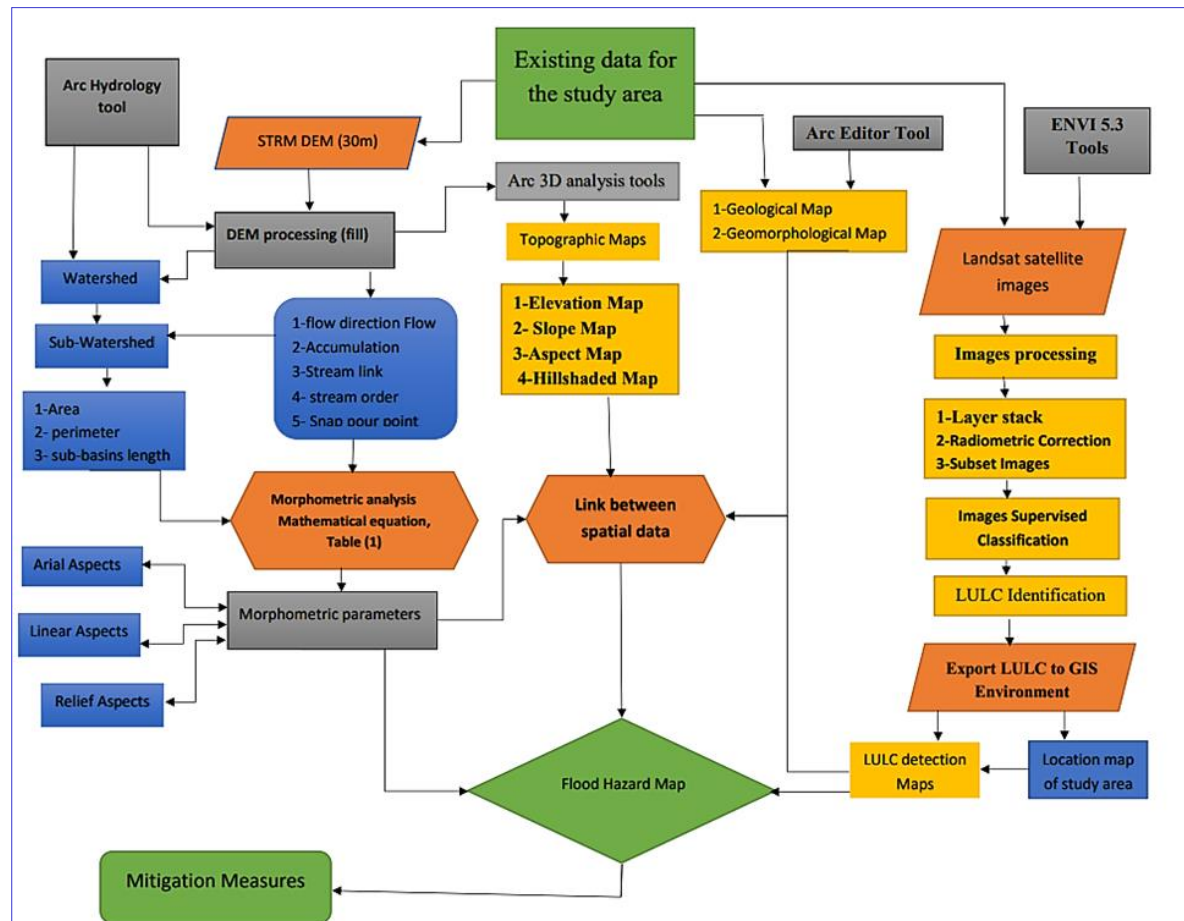 Existing data for
the study area
Arc Hydrology
tool
STRM DEM (30m)
Arc Editor Tool
ENVI 5.3
Tools
Arc 3D analysis tools
1-Geological Map
2-Geomorphological Map
DEM processing (fill)
Topographic Maps
Landsat satellite
images
Watershed
1-flow direction Flow
2-Accumulation
3-Stream link
4- stream order
5- Snap pour point
1-Elevation Map
2- Slope Map
3-Aspect Map
4-Hillshaded Map
Sub-Watershed
Images processing
1-Area
2- perimeter
3- sub-basins length
1-Layer stack
2-Radiometric Correction
3-Subset Images
Morphometric analysis
Mathematical equation,
Table (1)
Link between
spatial data
Images Supervised
Classification
Arial Aspects
LULC Identification
Morphometric parameters
Linear Aspects
Export LULC to GIS
Environment
Relief Aspects
LULC detection
Maps
Location map
of study area
Flood Hazard Map
Mitigation Measures